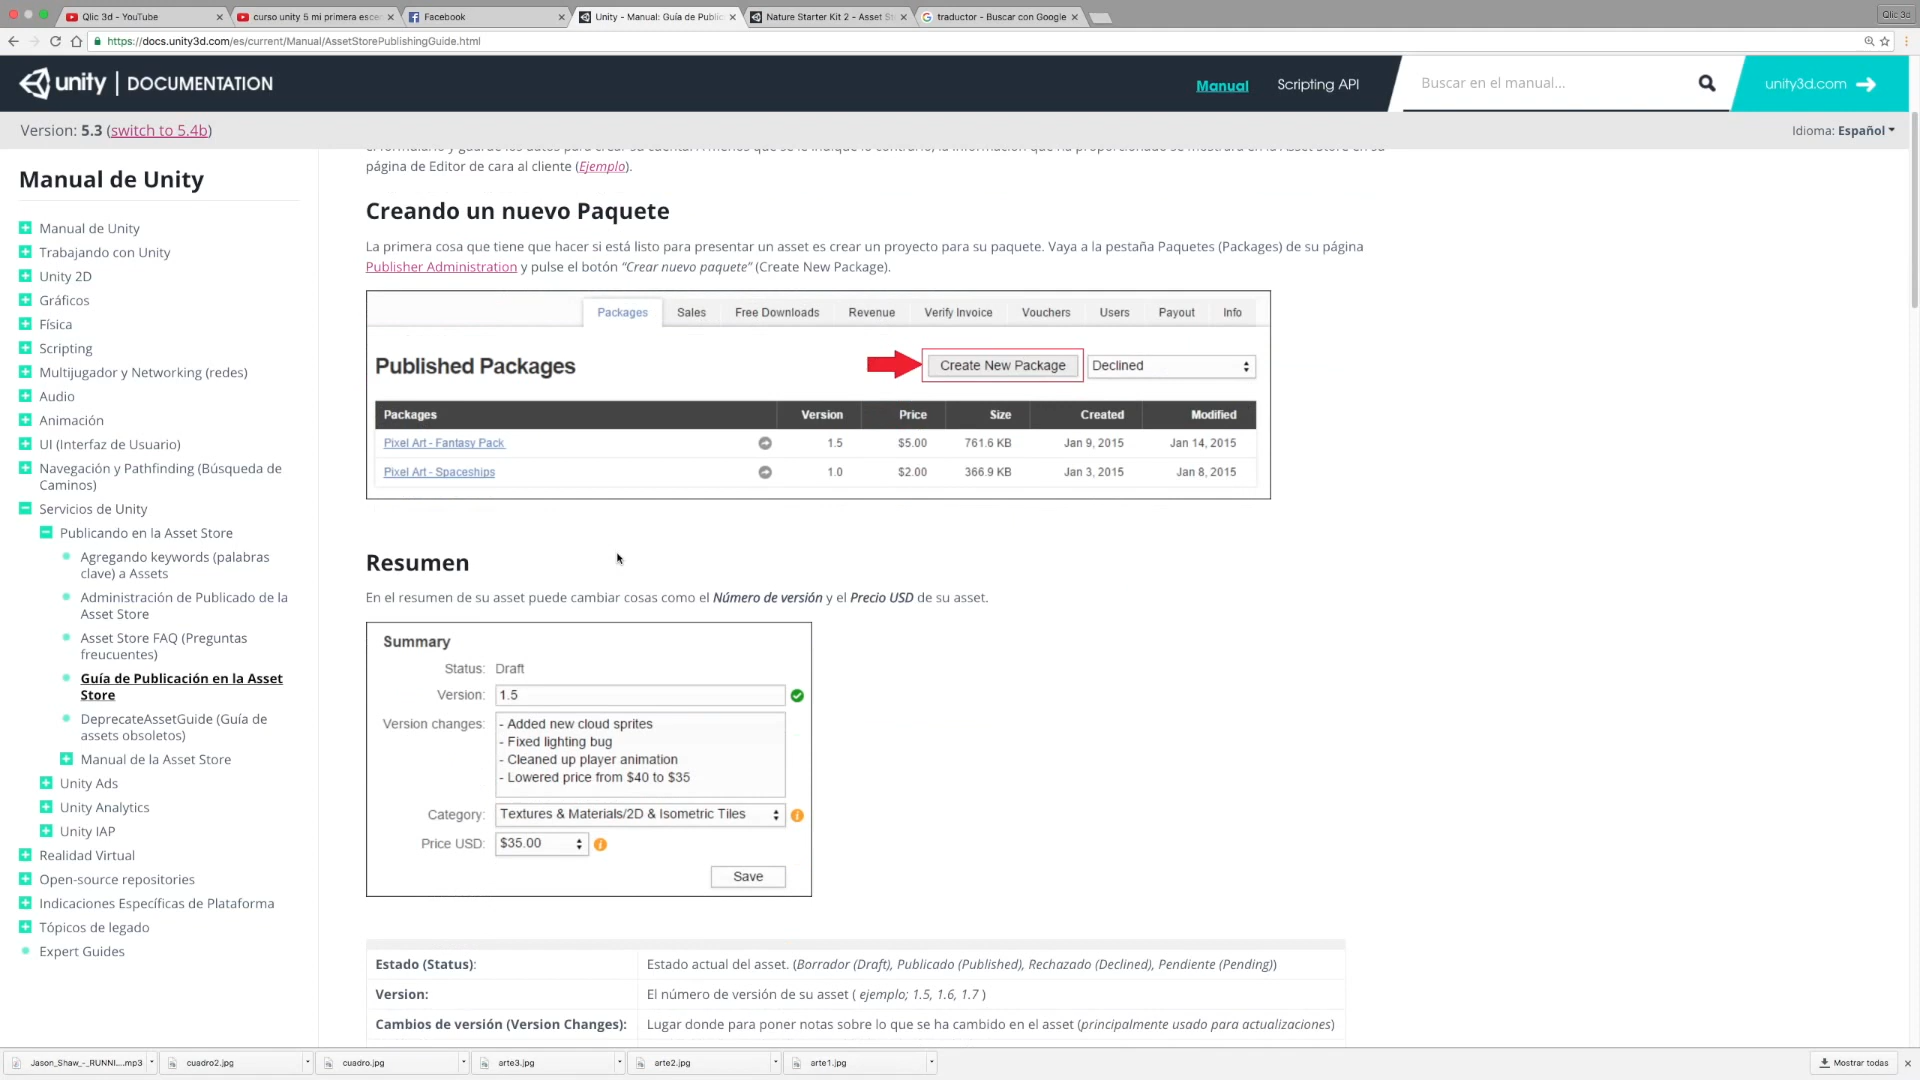 Qlic 3d - YouTube
curso unity 5 mi primera escen
Facebook
Unity - Manual: Guía de Public
Nature Starter Kit 2 - Asset St
traductor - Buscar con Google
Qlic 3d
https://docs.unity3d.com/es/current/Manual/AssetStorePublishingGuide.html
unity | DOCUMENTATION
Manual
Scripting API
Buscar en el manual...
unity3d.com
Version: 5.3 (switch to 5.4b)
Idioma: Español
Manual de Unity
Manual de Unity
Trabajando con Unity
Unity 2D
Gráficos
Física
Scripting
Multijugador y Networking (redes)
Audio
Animación
UI (Interfaz de Usuario)
Navegación y Pathfinding (Búsqueda de
Caminos)
Servicios de Unity
Publicando en la Asset Store
Agregando keywords (palabras
clave) a Assets
Administración de Publicado de la
Asset Store
Asset Store FAQ (Preguntas
freucuentes)
Guía de Publicación en la Asset
Store
DeprecateAssetGuide (Guía de
assets obsoletos)
Manual de la Asset Store
Unity Ads
Unity Analytics
Unity IAP
Realidad Virtual
Open-source repositories
Indicaciones Específicas de Plataforma
Tópicos de legado
Expert Guides
página de Editor de cara al cliente (Ejemplo).
Creando un nuevo Paquete
La primera cosa que tiene que hacer si está listo para presentar un asset es crear un proyecto para su paquete. Vaya a la pestaña Paquetes (Packages) de su página
Publisher Administration y pulse el botón “Crear nuevo paquete” (Create New Package).
Packages Sales Free Downloads Revenue Verify Invoice Vouchers Users Payout Info
Published Packages
Create New Package
Declined
Packages Version Price Size Created Modified
Pixel Art - Fantasy Pack 1.5 $5.00 761.6 KB Jan 9, 2015 Jan 14, 2015
Pixel Art - Spaceships 1.0 $2.00 366.9 KB Jan 3, 2015 Jan 8, 2015
Resumen
En el resumen de su asset puede cambiar cosas como el Número de versión y el Precio USD de su asset.
Summary
Status: Draft
Version: 1.5
Version changes: - Added new cloud sprites
- Fixed lighting bug
- Cleaned up player animation
- Lowered price from $40 to $35
Category: Textures & Materials/2D & Isometric Tiles
Price USD: $35.00
Save
Estado (Status): Estado actual del asset. (Borrador (Draft), Publicado (Published), Rechazado (Declined), Pendiente (Pending))
Version: El número de versión de su asset ( ejemplo; 1.5, 1.6, 1.7 )
Cambios de versión (Version Changes): Lugar donde para poner notas sobre lo que se ha cambido en el asset (principalmente usado para actualizaciones)
Jason_Shaw_-_RUNNI....mp3
cuadro2.jpg
cuadro.jpg
arte3.jpg
arte2.jpg
arte1.jpg
Mostrar todas